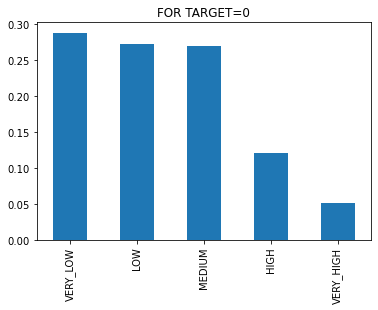 FOR TARGET=0
0.30
0.25
0.20
0.15
0.10
0.05
0.00
VERY_LOW
LOW
MEDIUM
HIGH
VERY_HIGH